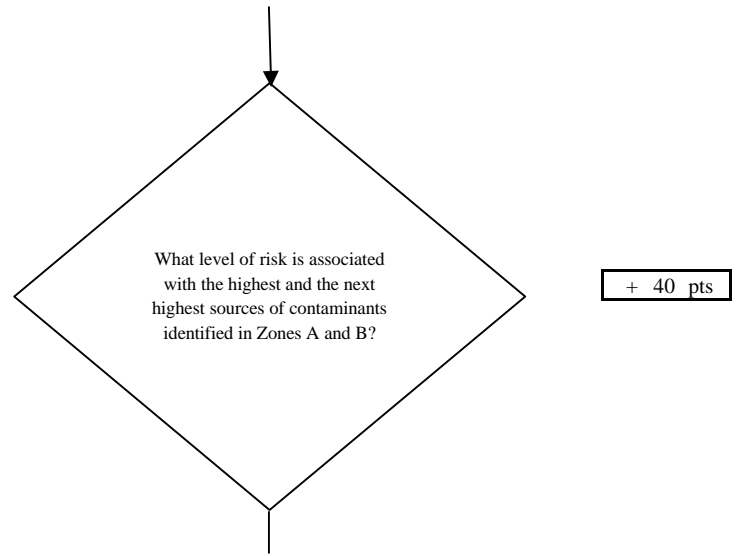 What level of risk is associated
with the highest and the next
highest sources of contaminants
identified in Zones A and B?
+ 40 pts